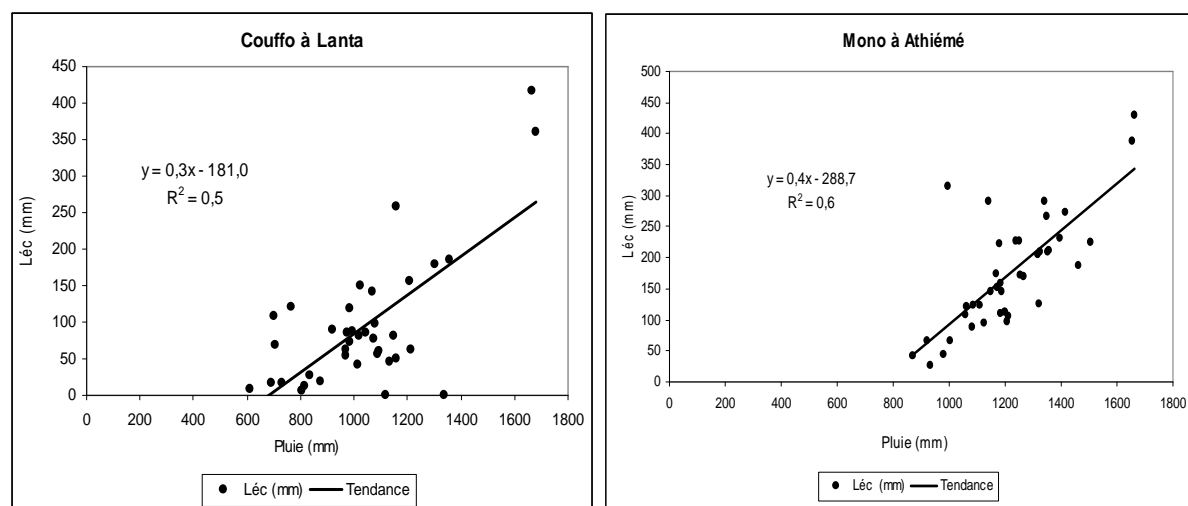 Couffo à Lanta
450
400
350
300
250
200
150
100
50
0
Léc (mm)
y = 0,3x - 181,0
R² = 0,5
0 200 400 600 800 1000 1200 1400 1600 1800
Pluie (mm)
Léc (mm) Tendance
Mono à Athiémé
500
450
400
350
300
250
200
150
100
50
0
Léc (mm)
y = 0,4x - 288,7
R² = 0,6
0 200 400 600 800 1000 1200 1400 1600 1800
Pluie (mm)
Léc (mm) Tendance